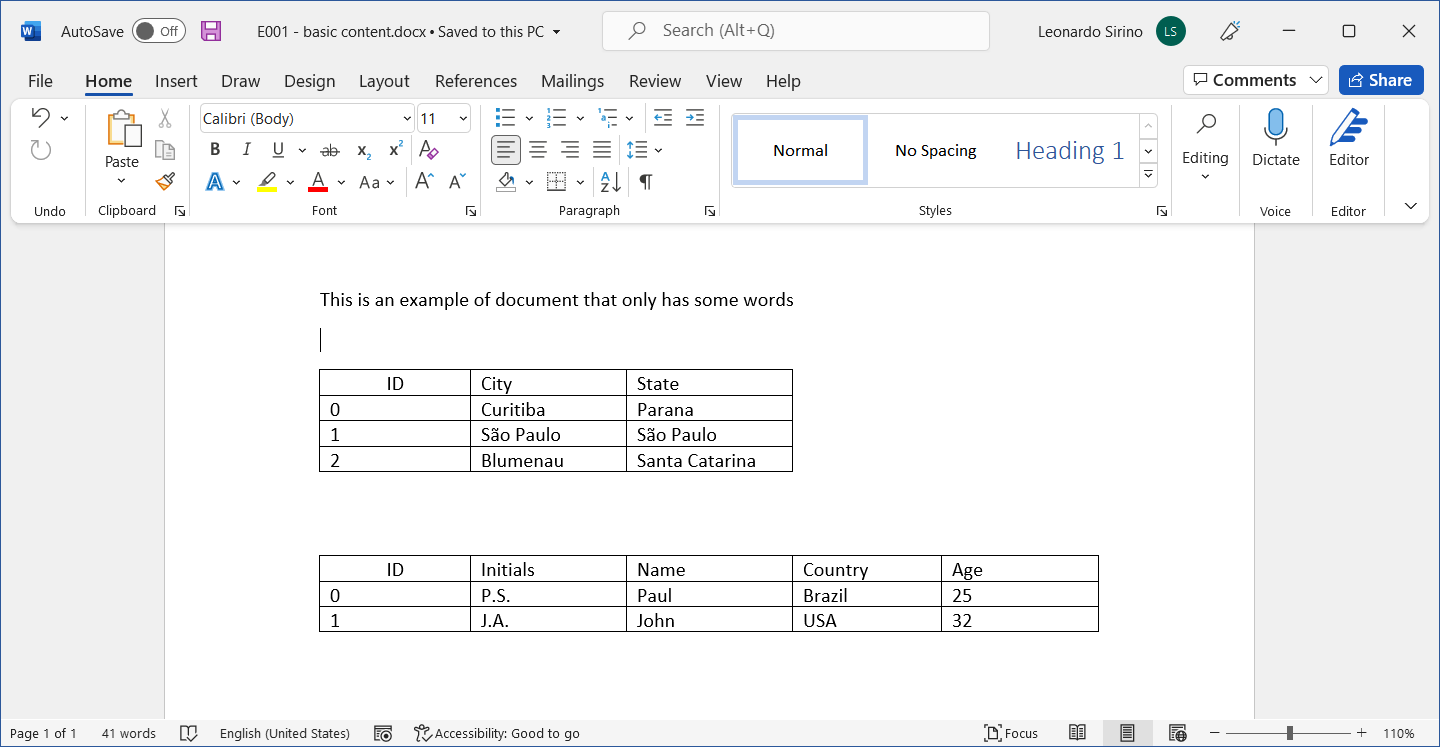 AutoSave Off E001 - basic content.docx • Saved to this PC Search (Alt+Q) Leonardo Sirino LS
File Home Insert Draw Design Layout References Mailings Review View Help Comments Share
Paste
Calibri (Body) 11
B I U ab x2 x2 A
A A Aa A A
A Z ¶
Normal No Spacing Heading 1
Editing Dictate Editor
Undo Clipboard Font Paragraph Styles Voice Editor
This is an example of document that only has some words
ID City State
0 Curitiba Parana
1 São Paulo São Paulo
2 Blumenau Santa Catarina
ID Initials Name Country Age
0 P.S. Paul Brazil 25
1 J.A. John USA 32
Page 1 of 1 41 words English (United States) Accessibility: Good to go Focus 110%